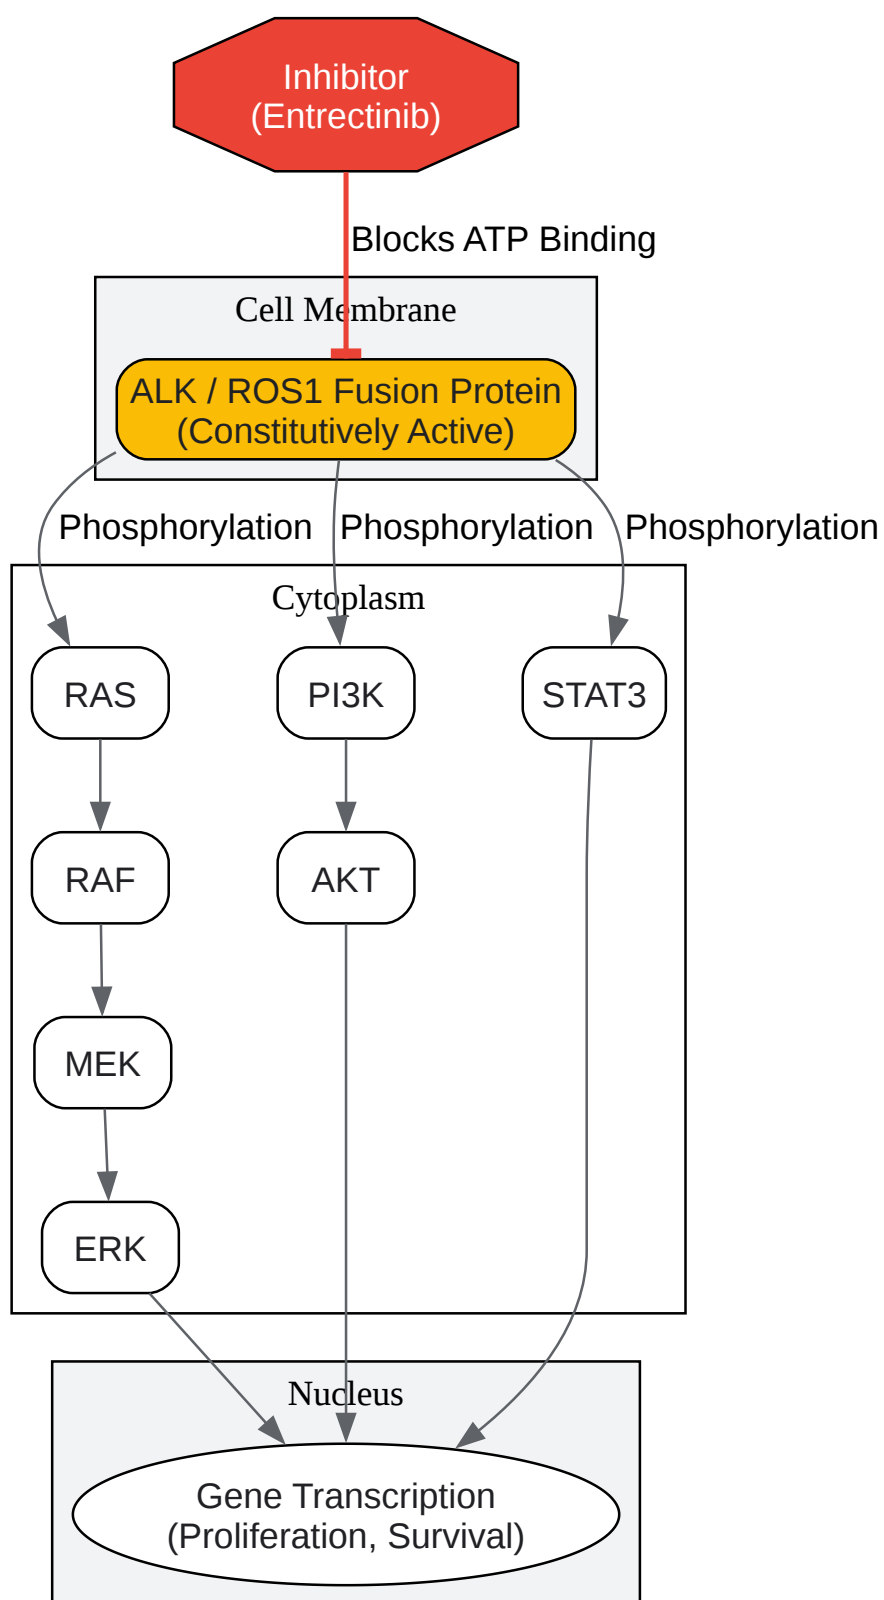 Inhibitor
(Entrectinib)
Blocks ATP Binding
Cell Membrane
ALK / ROS1 Fusion Protein
(Constitutively Active)
Phosphorylation
Phosphorylation
Phosphorylation
Cytoplasm
RAS
PI3K
STAT3
RAF
AKT
MEK
ERK
Nucleus
Gene Transcription
(Proliferation, Survival)